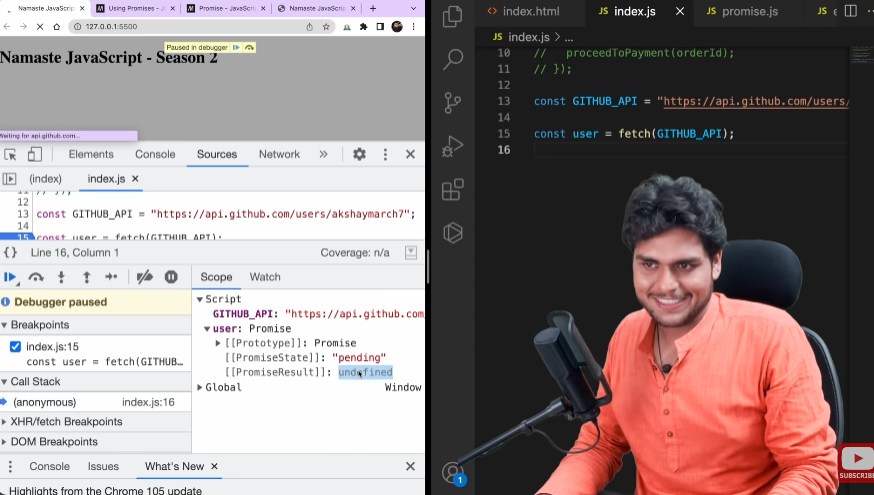 Namaste JavaScri
Using Promises - J
Promise - JavaScri
Namaste JavaScri
127.0.0.1:5500
Paused in debugger
Namaste JavaScript - Season 2
Waiting for api.github.com...
Elements
Console
Sources
Network
(index)
index.js
11 // });
12
13 const GITHUB_API = "https://api.github.com/users/akshaymarch7";
14
15 const user = fetch(GITHUB_API);
{} Line 16, Column 1
Coverage: n/a
Scope
Watch
Debugger paused
Breakpoints
index.js:15
const user = fetch(GITHUB…
Call Stack
(anonymous)
index.js:16
XHR/fetch Breakpoints
DOM Breakpoints
Script
GITHUB_API: "https://api.github.com
user: Promise
[[Prototype]]: Promise
[[PromiseState]]: "pending"
[[PromiseResult]]: undefined
Global
Window
Console
Issues
What's New
Highlights from the Chrome 105 update
index.html
JS index.js
JS promise.js
JS
JS index.js > ...
10 // proceedToPayment(orderId);
11 // });
12
13 const GITHUB_API = "https://api.github.com/users/
14
15 const user = fetch(GITHUB_API);
16
1
SUBSCRIBE